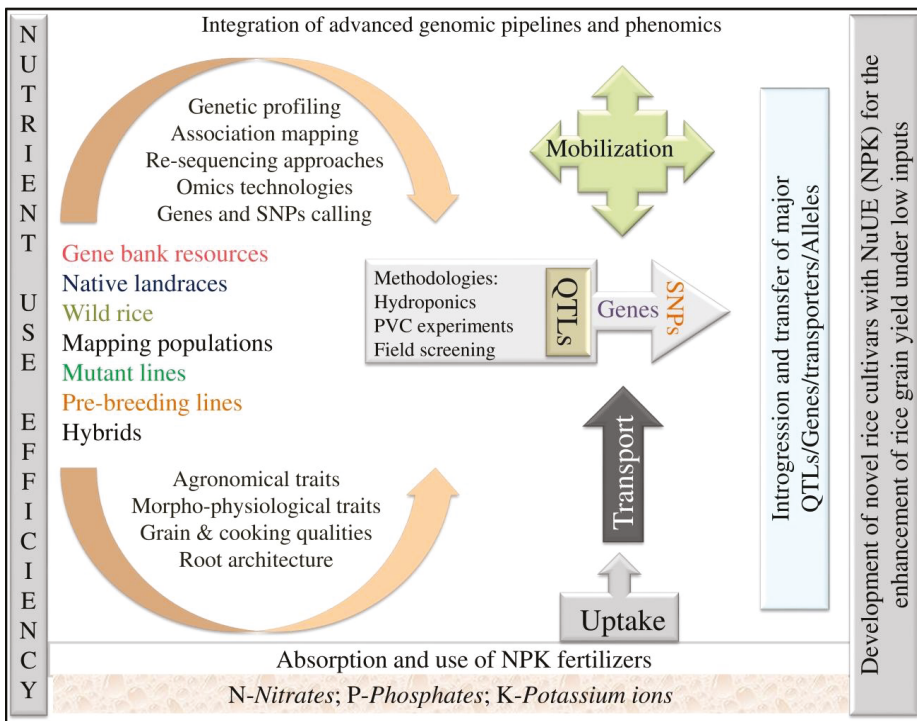 NUTRIENT USE EFFICIENCY
Integration of advanced genomic pipelines and phenomics
Genetic profiling
Association mapping
Re-sequencing approaches
Omics technologies
Genes and SNPs calling
Gene bank resources
Native landraces
Wild rice
Mapping populations
Mutant lines
Pre-breeding lines
Hybrids
Agronomical traits
Morpho-physiological traits
Grain & cooking qualities
Root architecture
Mobilization
Methodologies:
Hydroponics
PVC experiments
Field screening
QTLs
Genes
SNPs
Transport
Uptake
Absorption and use of NPK fertilizers
N-Nitrates; P-Phosphates; K-Potassium ions
Introgression and transfer of major
QTLs/Genes/transporters/Alleles
Development of novel rice cultivars with NuUE (NPK) for the
enhancement of rice grain yield under low inputs